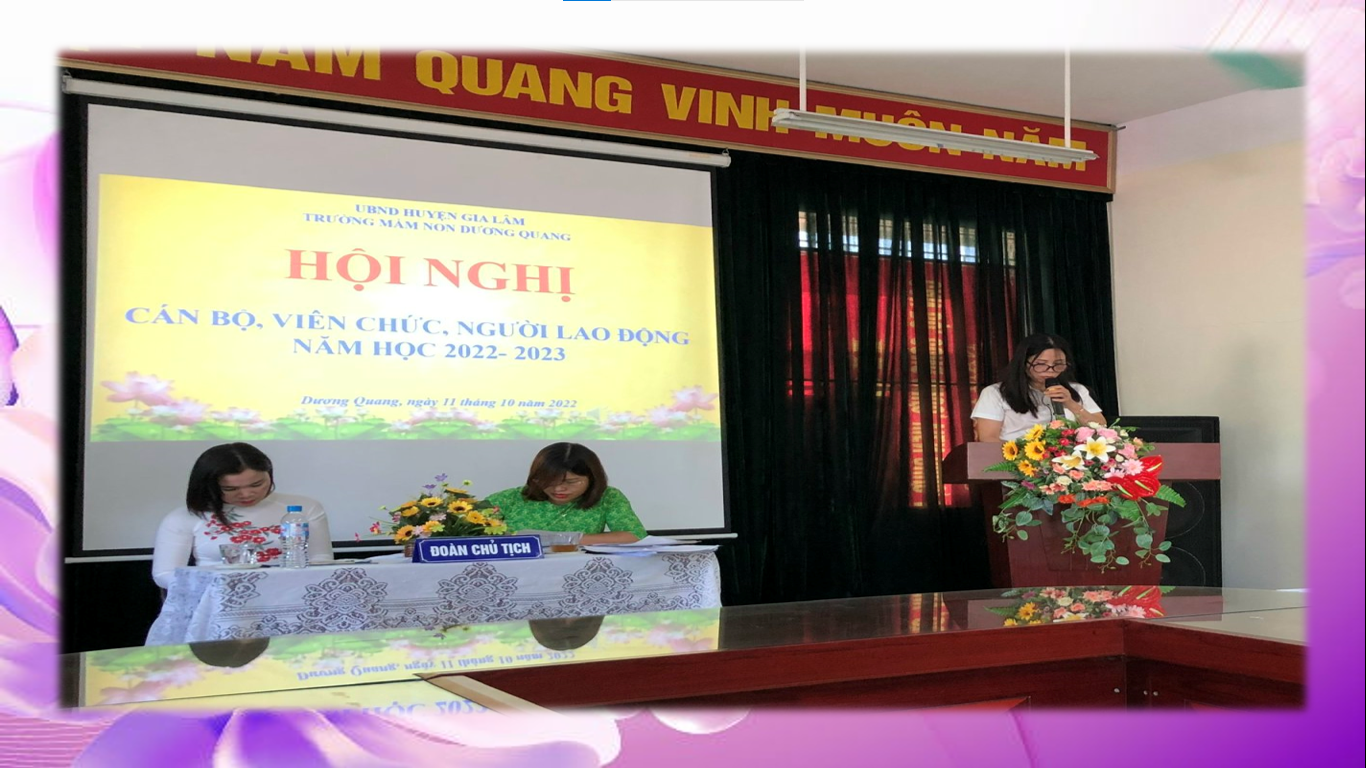 NAM QUANG VINH MUÔN NĂM
UBND HUYỆN GIA LÂM
TRƯỜNG MẦM NON DƯƠNG QUANG
HỘI NGHỊ
CÁN BỘ, VIÊN CHỨC, NGƯỜI LAO ĐỘNG
NĂM HỌC 2022- 2023
Dương Quang, ngày 11 tháng 10 năm 2022
ĐOÀN CHỦ TỊCH